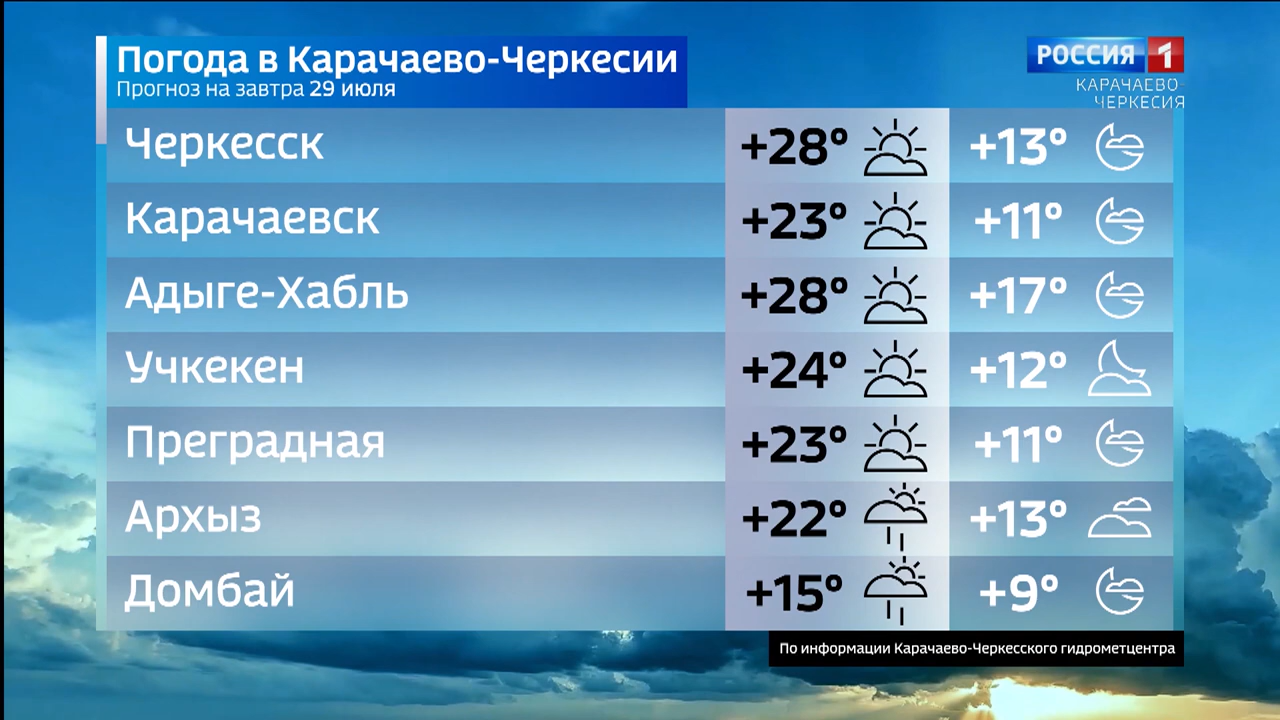 Погода в Карачаево-Черкесии
Прогноз на завтра 29 июля
РОССИЯ 1
КАРАЧАЕВО-
ЧЕРКЕСИЯ
Черкесск +28° +13°
Карачаевск +23° +11°
Адыге-Хабль +28° +17°
Учкекен +24° +12°
Преградная +23° +11°
Архыз +22° +13°
Домбай +15° +9°
По информации Карачаево-Черкесского гидрометцентра